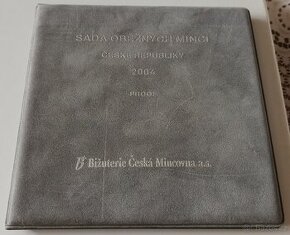 SADA OBĚŽNÝCH MINCÍ
ČESKÉ REPUBLIKY
2004
PROOF
Bižuterie Česká Mincovna a.s.